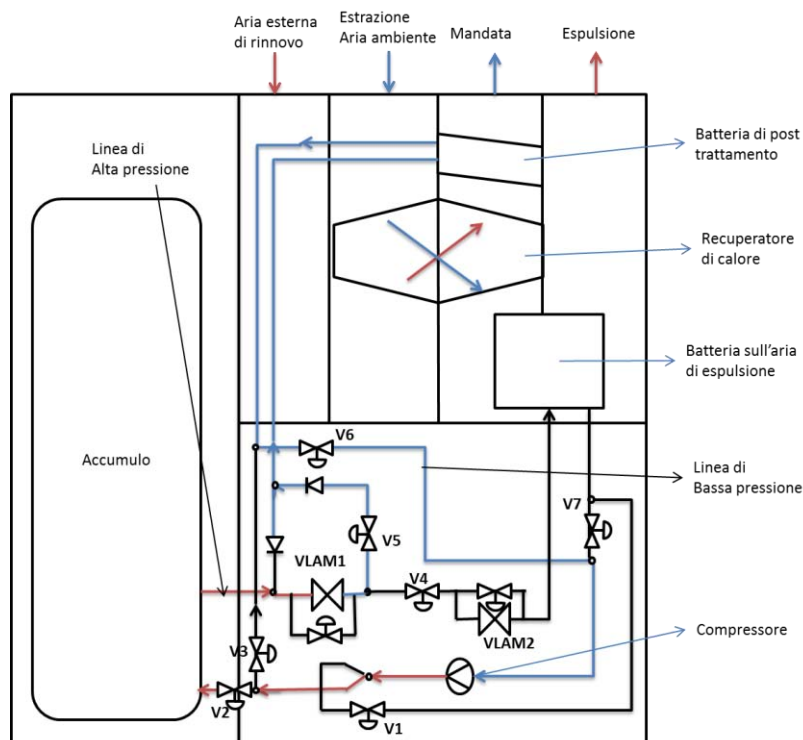 Aria esterna
di rinnovo
Estrazione
Aria ambiente
Mandata
Espulsione
Linea di
Alta pressione
Batteria di post
trattamento
Recuperatore
di calore
Batteria sull'aria
di espulsione
Accumulo
V6
Linea di
Bassa pressione
V7
V5
VLAM1
V4
VLAM2
Compressore
V3
V2
V1